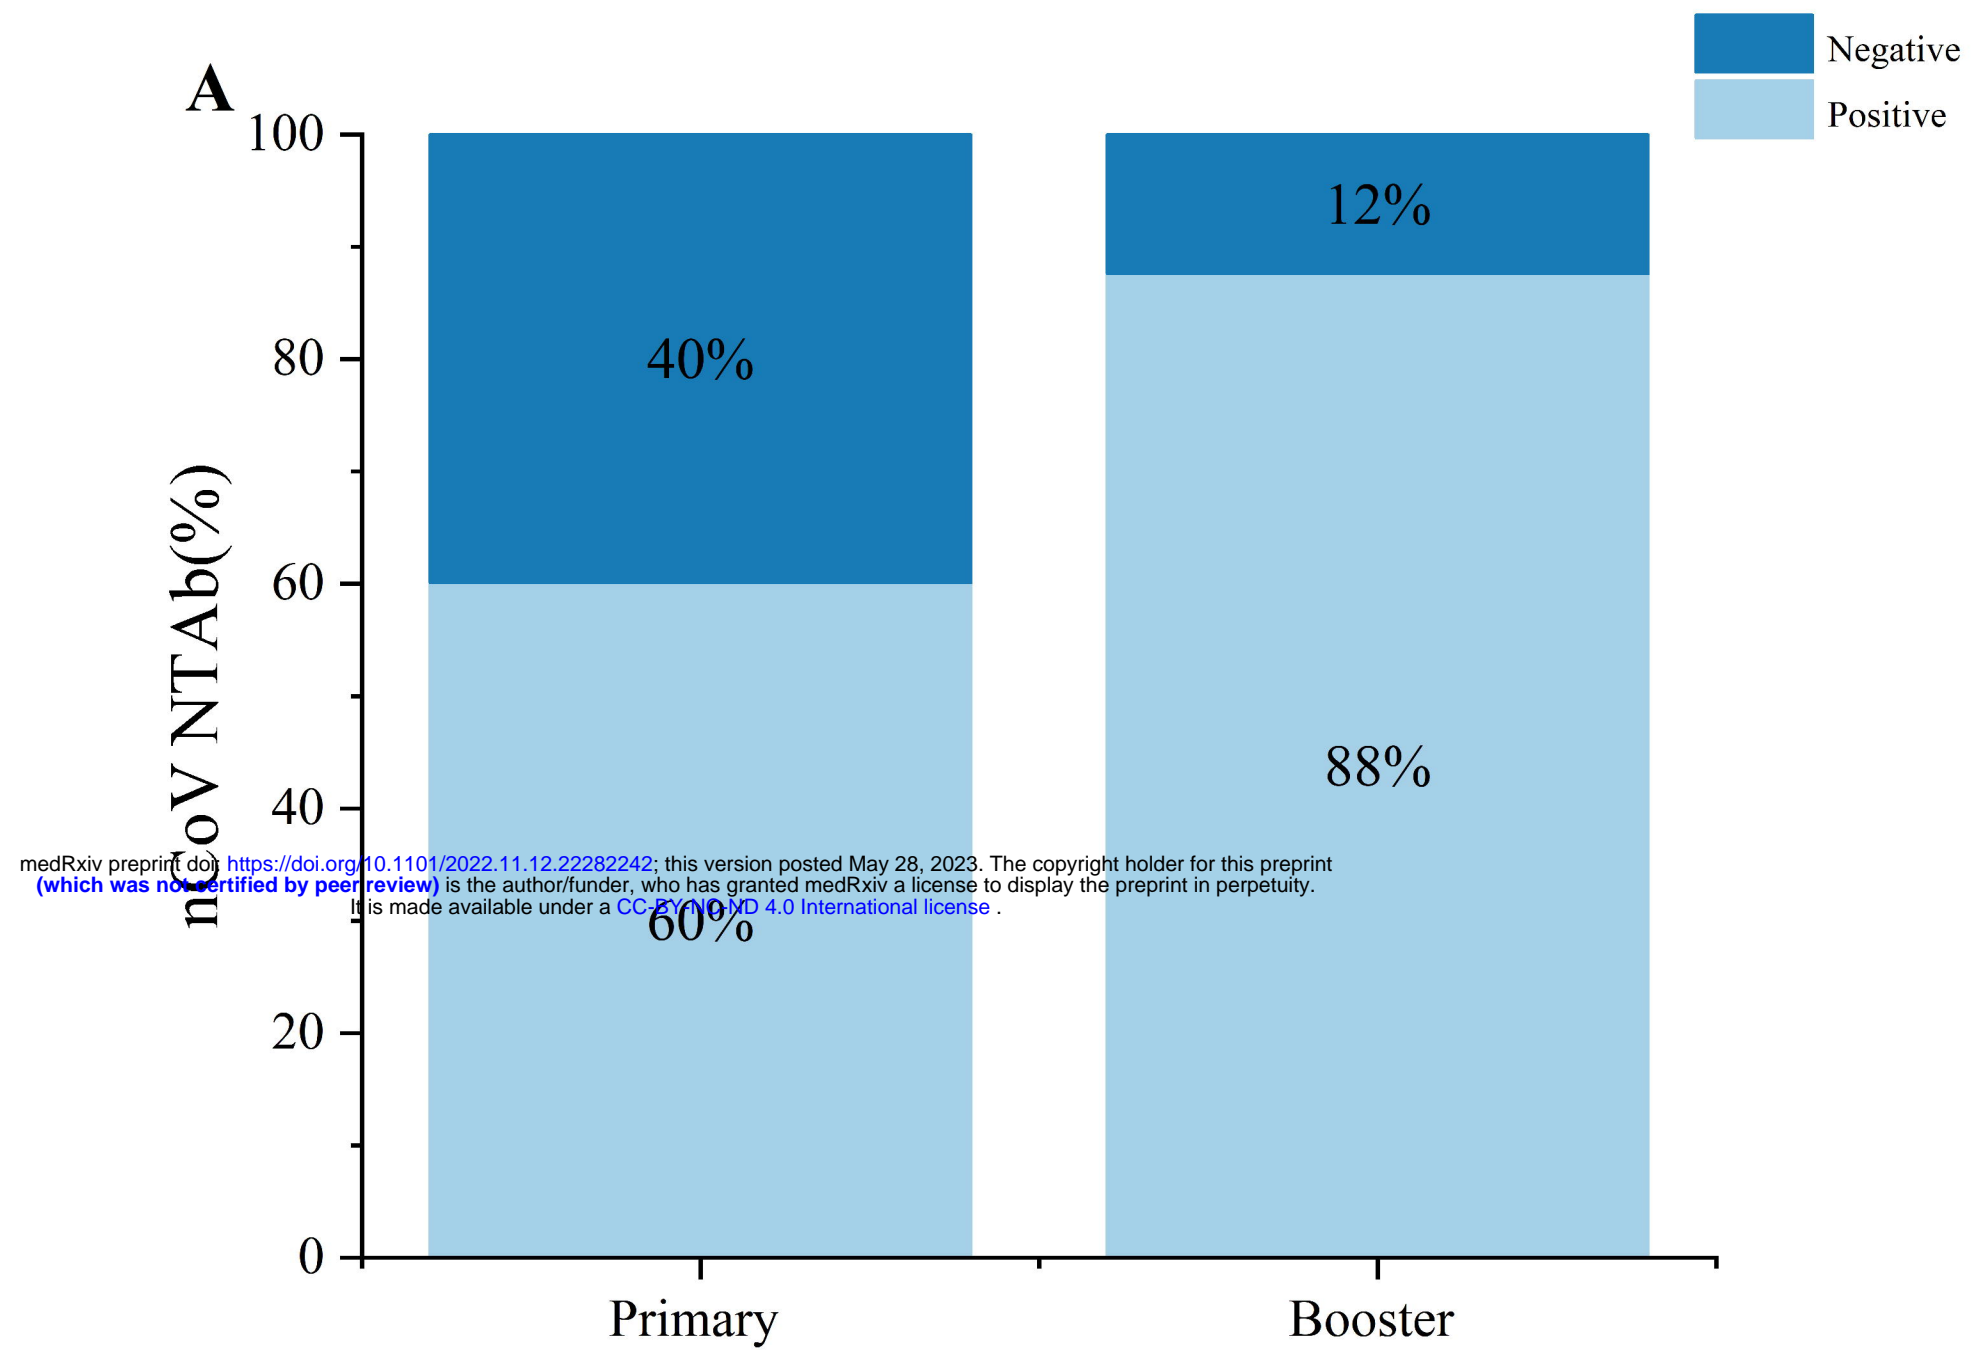 Negative
Positive
A
100
80
60
40
20
0
nCoV NTAb(%)
40%
60%
12%
88%
medRxiv preprint doi: https://doi.org/10.1101/2022.11.12.22282242; this version posted May 28, 2023. The copyright holder for this preprint
(which was not certified by peer review) is the author/funder, who has granted medRxiv a license to display the preprint in perpetuity.
It is made available under a CC-BY-NC-ND 4.0 International license .
Primary
Booster